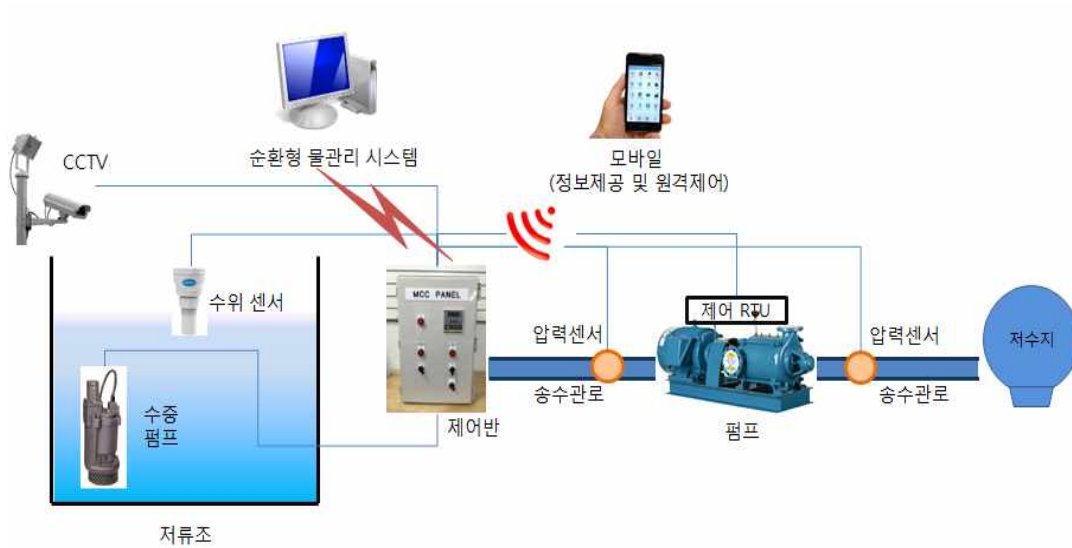 CCTV
순환형 물관리 시스템
모바일
(정보제공 및 원격제어)
수위 센서
MCC PANEL
제어 RTU
압력센서
압력센서
저수지
송수관로
송수관로
수중
펌프
제어반
펌프
저류조